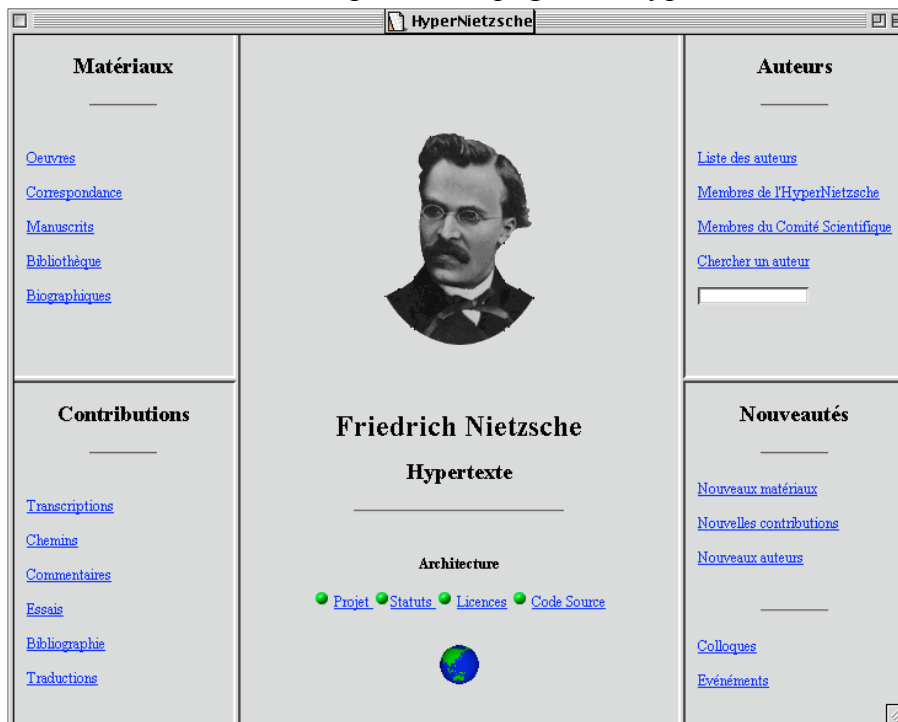 HyperNietzsche
Matériaux
Oeuvres
Correspondance
Manuscrits
Bibliothèque
Biographiques
Contributions
Transcriptions
Chemins
Commentaires
Essais
Bibliographie
Traductions
Friedrich Nietzsche
Hypertexte
Architecture
Projet Statuts Licences Code Source
Auteurs
Liste des auteurs
Membres de l'HyperNietzsche
Membres du Comité Scientifique
Chercher un auteur
Nouveautés
Nouveaux matériaux
Nouvelles contributions
Nouveaux auteurs
Colloques
Evénéments